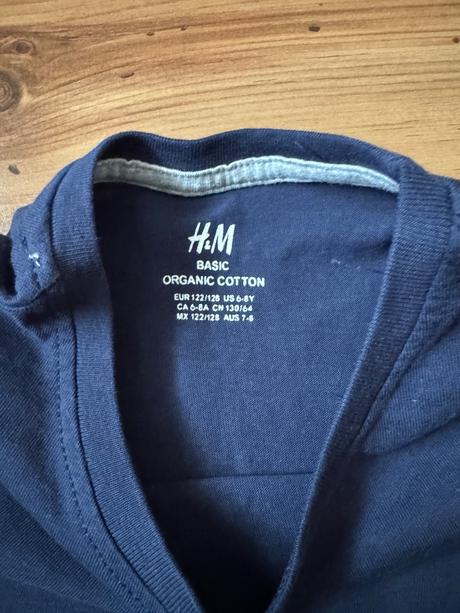 H&M
BASIC
ORGANIC COTTON
EUR 122/128 US 6-8Y
CA 6-8A CN 130/64
MX 122/128 AUS 7-8